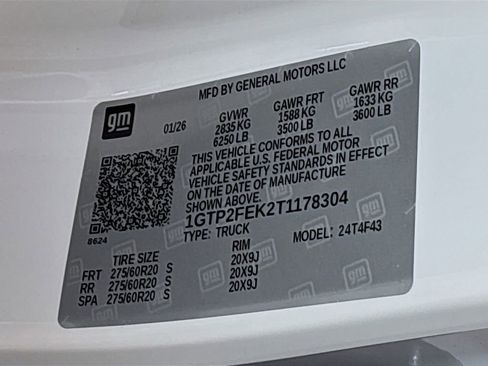 MFD BY GENERAL MOTORS LLC
gm
01/26
GVWR GAWR FRT GAWR RR
2835 KG 1588 KG 1633 KG
6250 LB 3500 LB 3600 LB
THIS VEHICLE CONFORMS TO ALL
APPLICABLE U.S. FEDERAL MOTOR
VEHICLE SAFETY STANDARDS IN EFFECT
ON THE DATE OF MANUFACTURE
SHOWN ABOVE.
1GTP2FEK2T1178304
TYPE: TRUCK MODEL: 24T4F43
8624
TIRE SIZE RIM
FRT 275/60R20 S 20X9J
RR 275/60R20 S 20X9J
SPA 275/60R20 S 20X9J